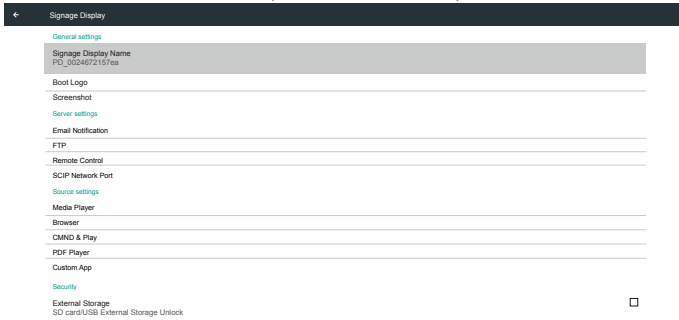 Signage Display
General settings
Signage Display Name
PD_0024672157ea
Boot Logo
Screenshot
Server settings
Email Notification
FTP
Remote Control
SCIP Network Port
Source settings
Media Player
Browser
CMND & Play
PDF Player
Custom App
Security
External Storage
SD card/USB External Storage Unlock